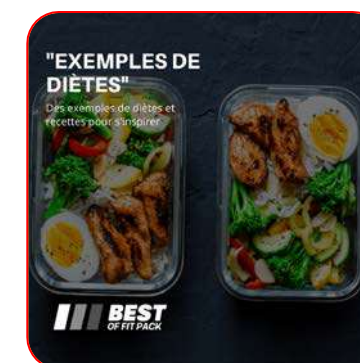 "EXEMPLES DE
DIÈTES"
Des exemples de diètes et
recettes pour s'inspirer
BEST
OF FIT PACK